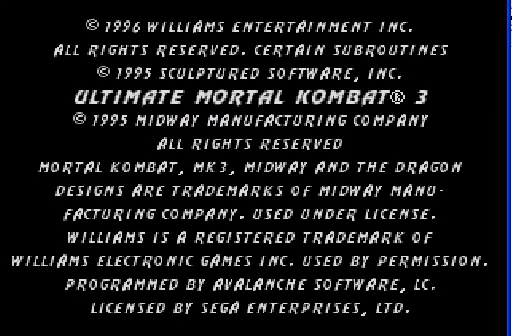 © 1996 WILLIAMS ENTERTAINMENT INC.
ALL RIGHTS RESERVED. CERTAIN SUBROUTINES
© 1995 SCULPTURED SOFTWARE, INC.
ULTIMATE MORTAL KOMBAT® 3
© 1995 MIDWAY MANUFACTURING COMPANY
ALL RIGHTS RESERVED
MORTAL KOMBAT, MK3, MIDWAY AND THE DRAGON
DESIGNS ARE TRADEMARKS OF MIDWAY MANU-
FACTURING COMPANY. USED UNDER LICENSE.
WILLIAMS IS A REGISTERED TRADEMARK OF
WILLIAMS ELECTRONIC GAMES INC. USED BY PERMISSION.
PROGRAMMED BY AVALANCHE SOFTWARE, LC.
LICENSED BY SEGA ENTERPRISES, LTD.